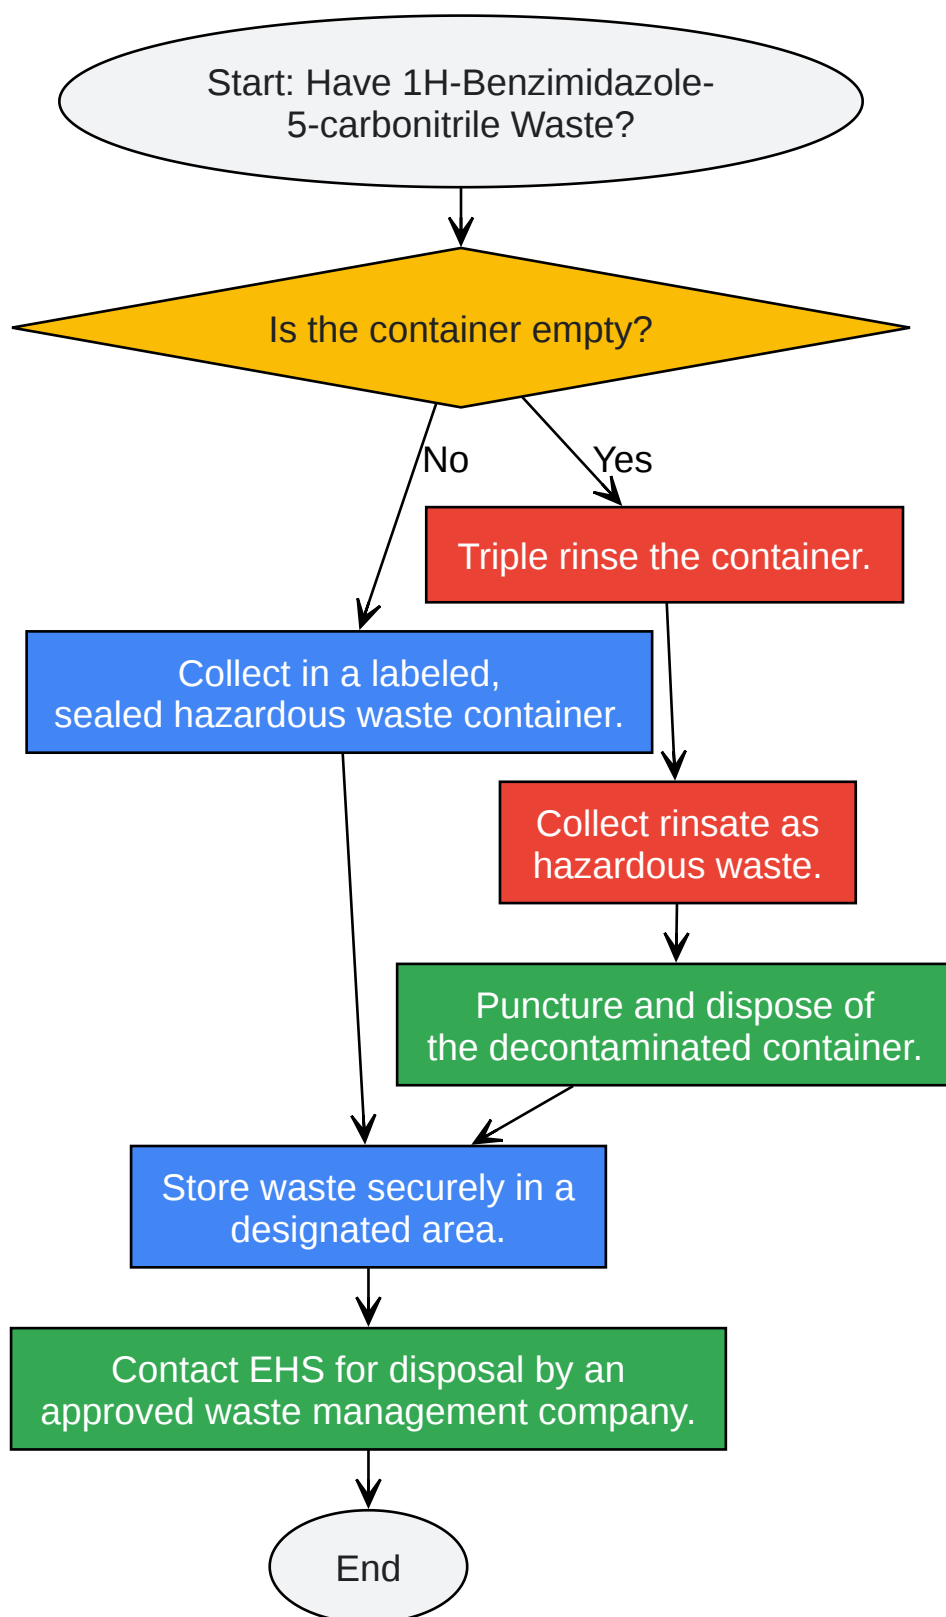 Start: Have 1H-Benzimidazole-
5-carbonitrile Waste?
Is the container empty?
No
Yes
Triple rinse the container.
Collect in a labeled,
sealed hazardous waste container.
Collect rinsate as
hazardous waste.
Puncture and dispose of
the decontaminated container.
Store waste securely in a
designated area.
Contact EHS for disposal by an
approved waste management company.
End